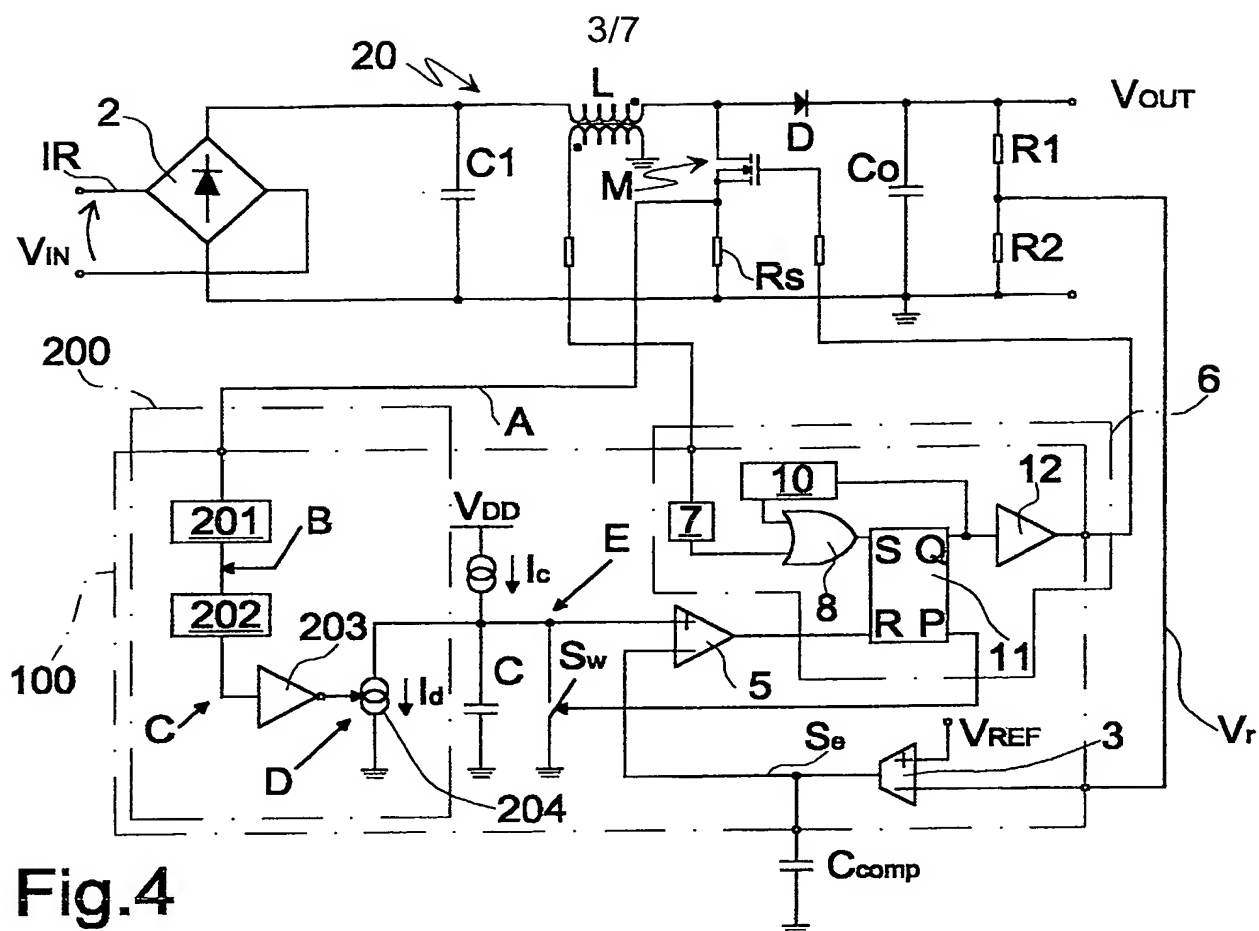 3/7
20
L
VOUT
2
D
R1
IR
C1
M
Co
VIN
R2
Rs
200
6
A
10
12
VDD
201
B
7
E
Ic
S Q
8
202
203
R P
Sw
11
100
C
5
Id
C
VREF
3
Vr
Se
D
204
+
-
+
Ccomp
Fig.4